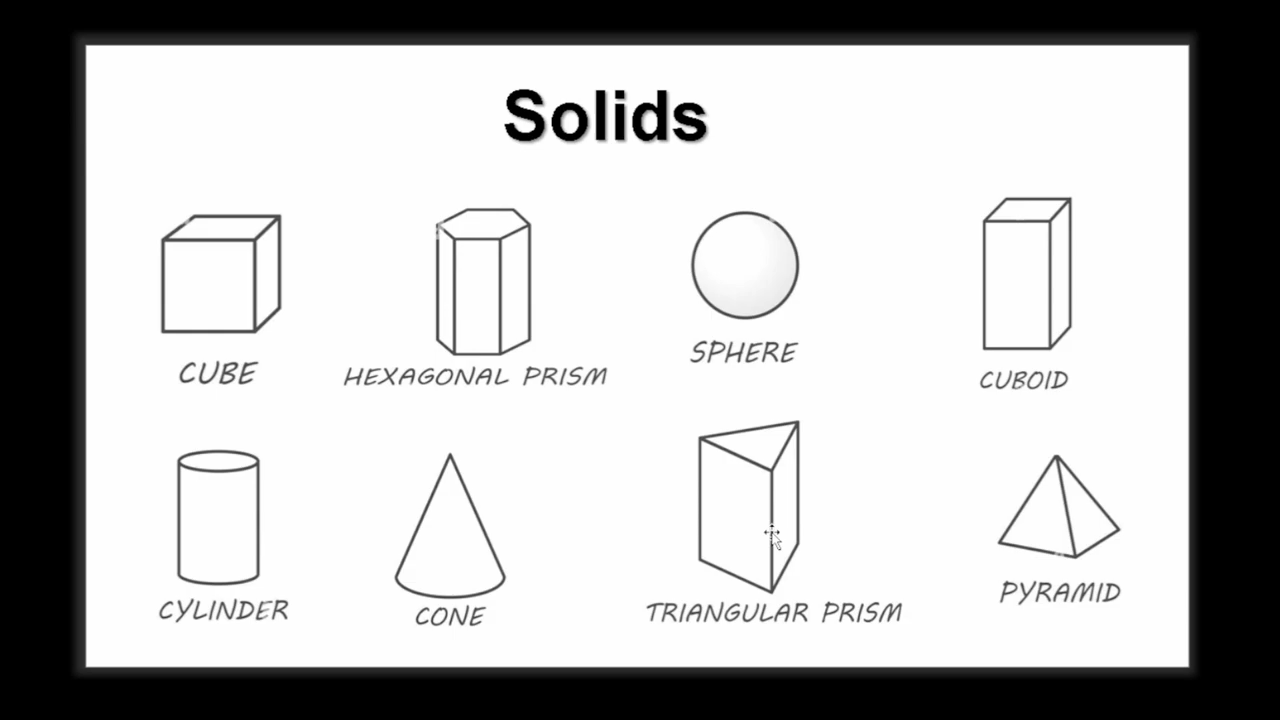 Solids
CUBE
HEXAGONAL PRISM
SPHERE
CUBOID
CYLINDER
CONE
TRIANGULAR PRISM
PYRAMID